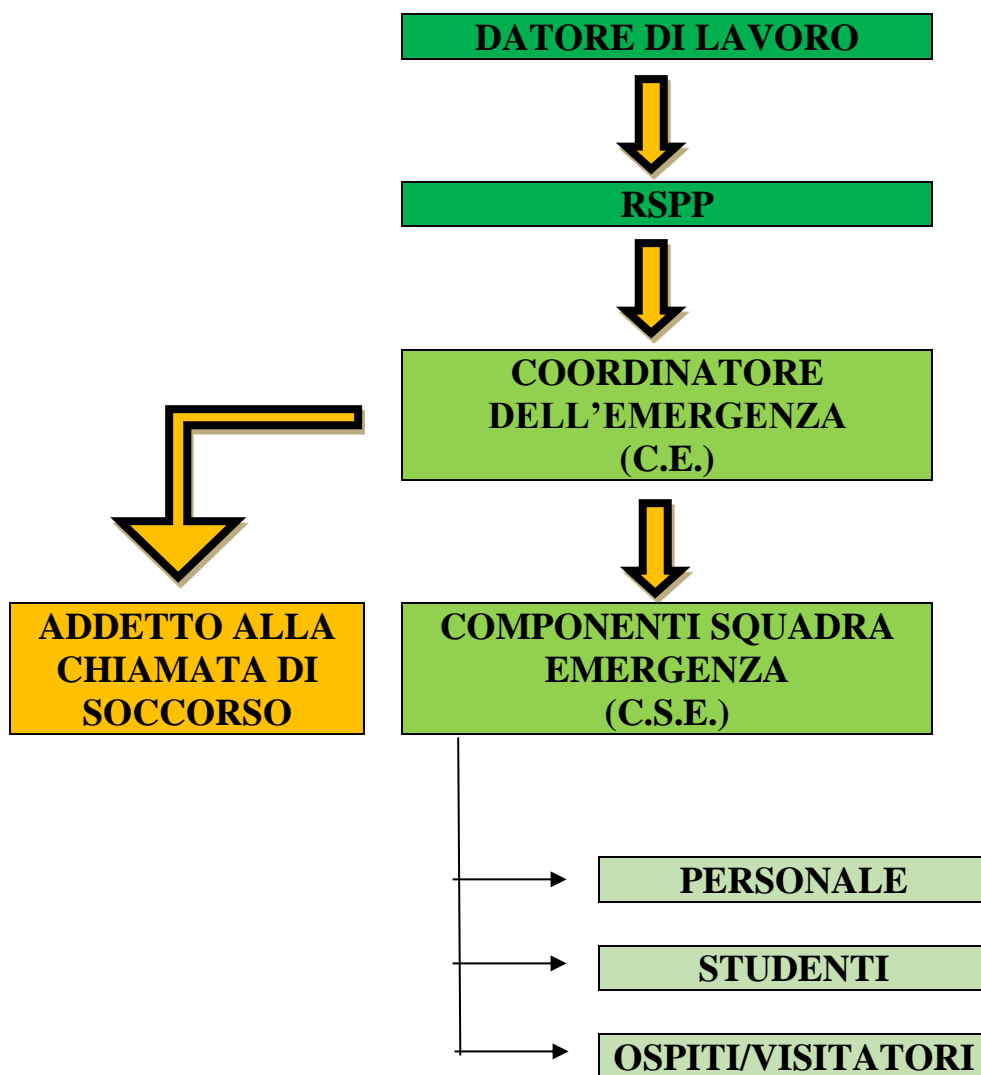 DATORE DI LAVORO
RSPP
COORDINATORE
DELL’EMERGENZA
(C.E.)
ADDETTO ALLA
CHIAMATA DI
SOCCORSO
COMPONENTI SQUADRA
EMERGENZA
(C.S.E.)
PERSONALE
STUDENTI
OSPITI/VISITATORI